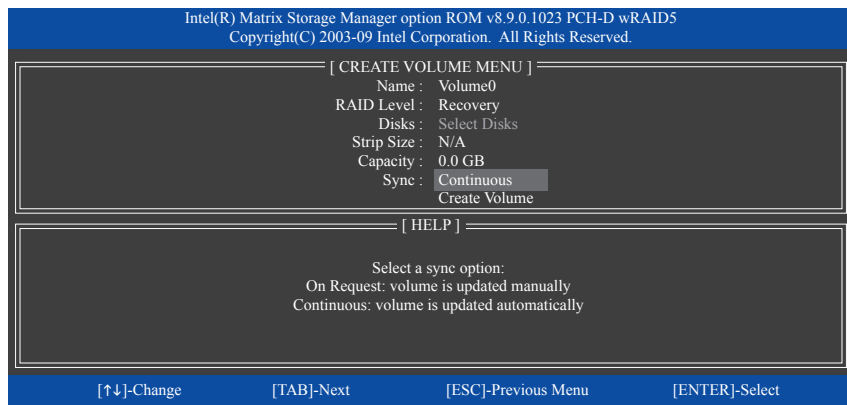 Intel(R) Matrix Storage Manager option ROM v8.9.0.1023 PCH-D wRAID5
Copyright(C) 2003-09 Intel Corporation.  All Rights Reserved.
[ CREATE VOLUME MENU ]
Name :   Volume0
RAID Level :   Recovery
Disks :   Select Disks
Strip Size :   N/A
Capacity :   0.0 GB
Sync :   Continuous
Create Volume
[ HELP ]
Select a sync option:
On Request: volume is updated manually
Continuous: volume is updated automatically
[↑↓]-Change   [TAB]-Next   [ESC]-Previous Menu   [ENTER]-Select